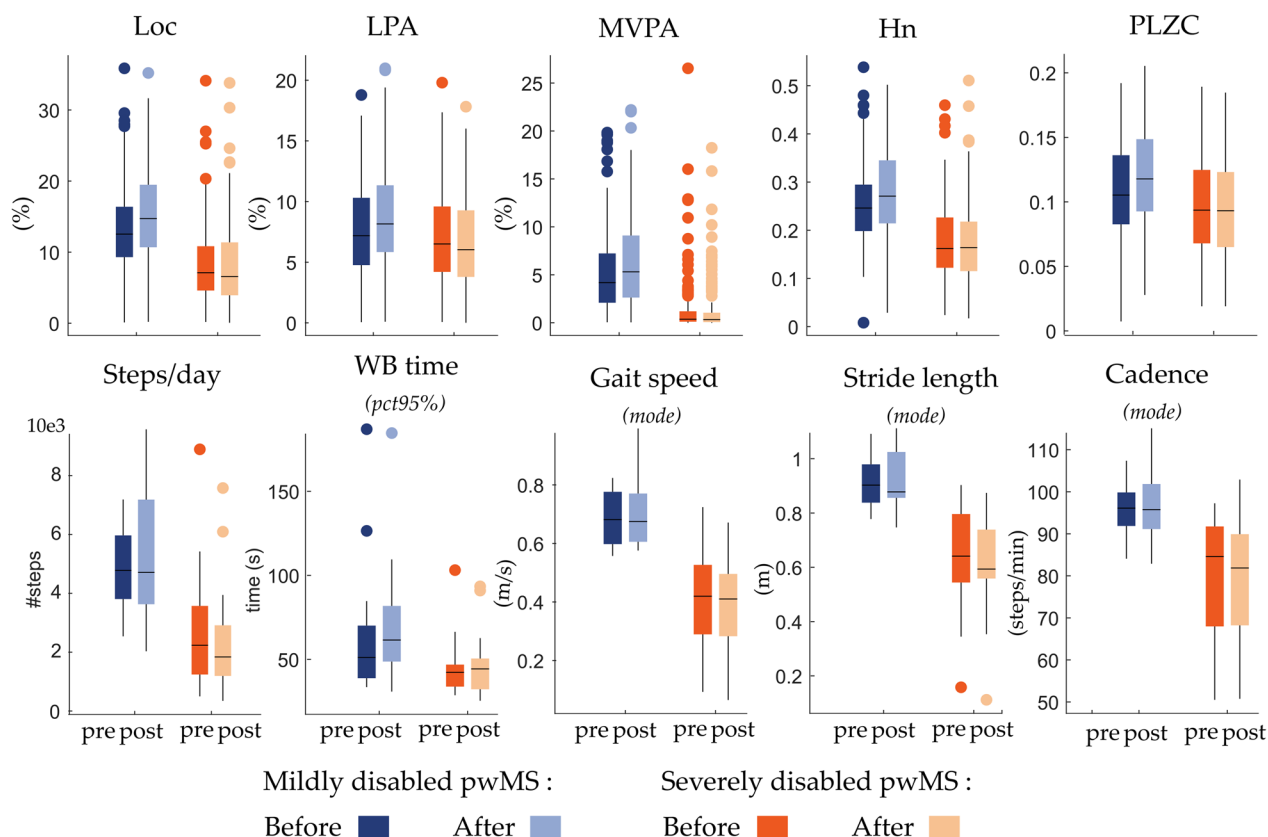 Loc LPA MVPA Hn PLZC
(%) 30 20 10 0
(%) 20 15 10 5 0
(%) 25 20 15 10 5 0
0.5 0.4 0.3 0.2 0.1 0
0.2 0.15 0.1 0.05 0
Steps/day WB time Gait speed Stride length Cadence
(pct95%) (mode) (mode) (mode)
#steps 10e3 8 6 4 2 0
time (s) 150 100 50
(m/s) 0.8 0.6 0.4 0.2
(m) 1 0.8 0.6 0.4 0.2
(steps/min) 110 100 90 80 70 60 50
pre post pre post pre post pre post pre post pre post pre post pre post pre post pre post
Mildly disabled pwMS : Severely disabled pwMS :
Before After Before After